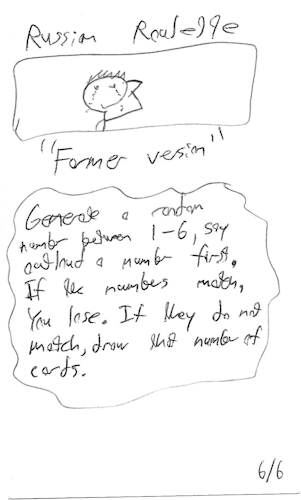 Russian Roulette
"Former version"
Generate a random
number between 1-6, say
outloud a number first.
If the numbers match,
You lose. If they do not
match, draw that number of
cards.
6/6